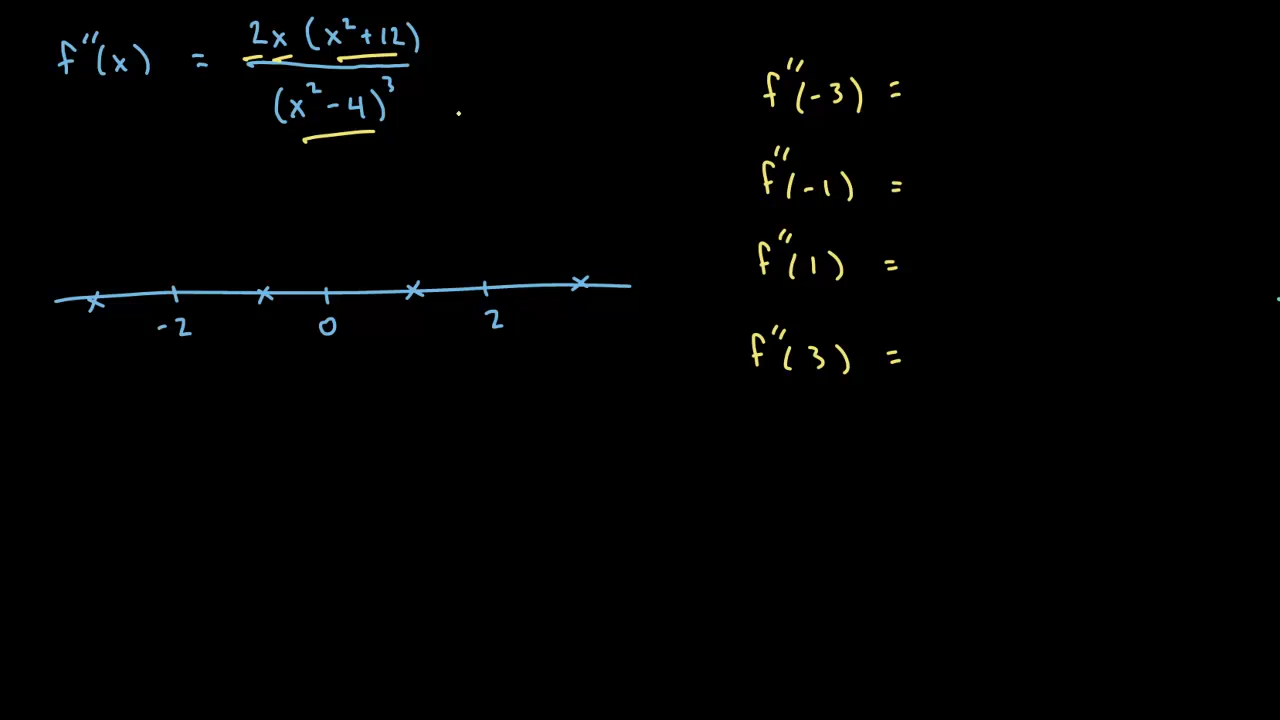 f''(x) = 2x (x² + 12) / (x² - 4)³
-2 0 2
f''(-3) =
f''(-1) =
f''(1) =
f''(3) =